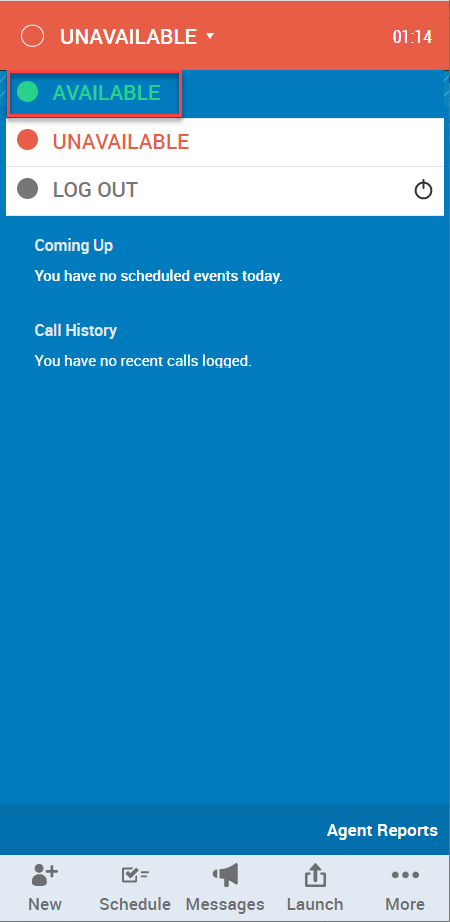 UNAVAILABLE 01:14
AVAILABLE
UNAVAILABLE
LOG OUT
Coming Up
You have no scheduled events today.
Call History
You have no recent calls logged.
Agent Reports
New Schedule Messages Launch More